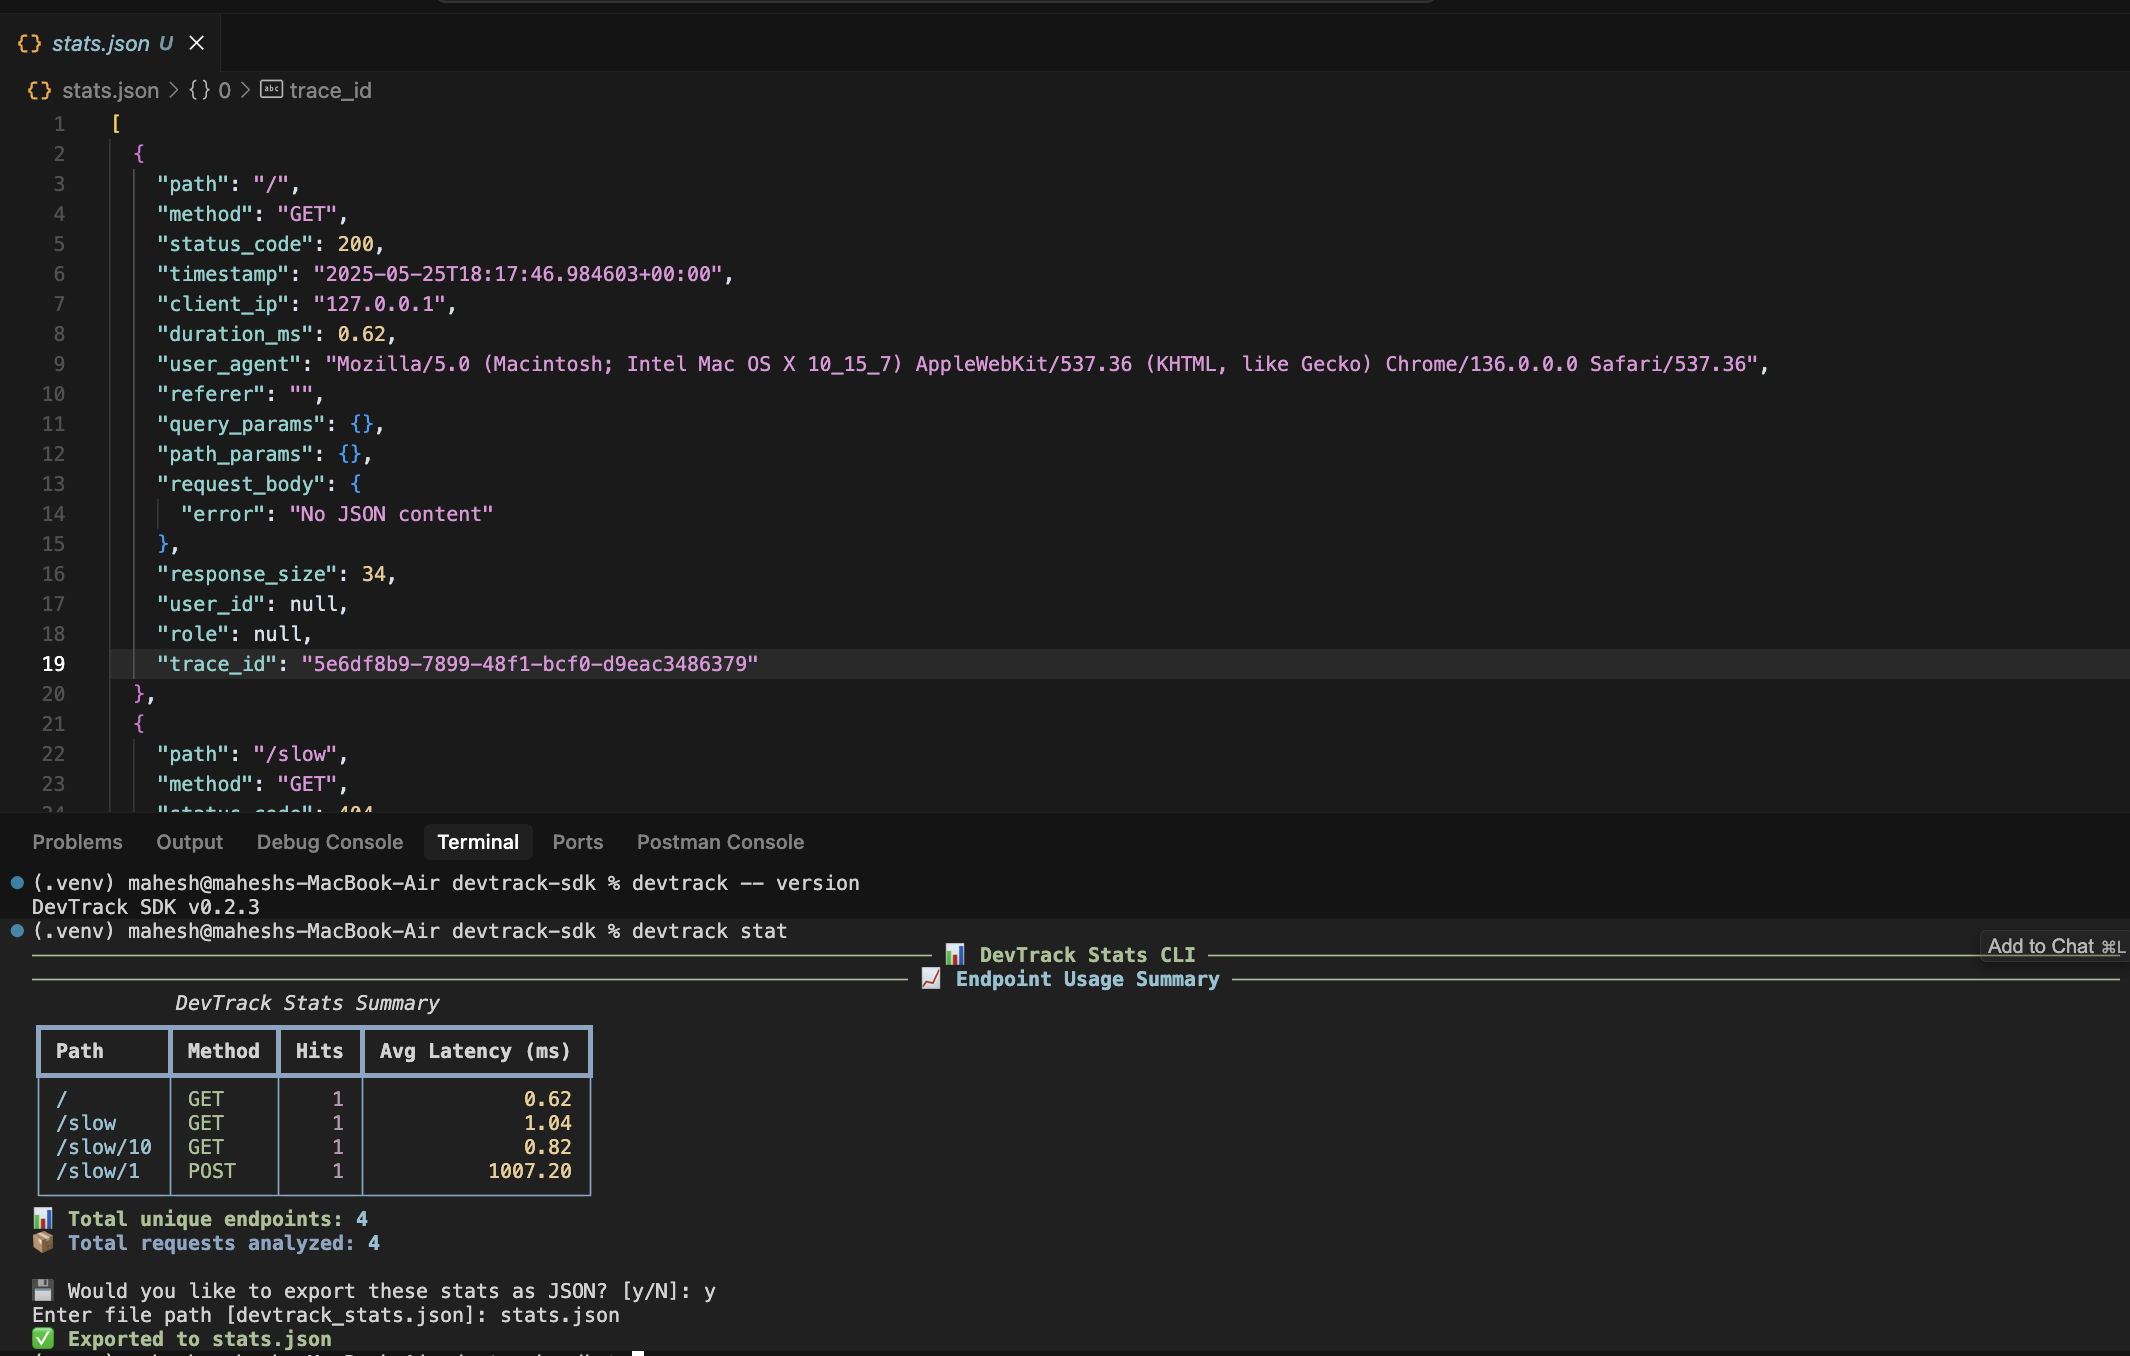 stats.json U
stats.json > {} 0 > abc trace_id
1 [
2 {
3 "path": "/",
4 "method": "GET",
5 "status_code": 200,
6 "timestamp": "2025-05-25T18:17:46.984603+00:00",
7 "client_ip": "127.0.0.1",
8 "duration_ms": 0.62,
9 "user_agent": "Mozilla/5.0 (Macintosh; Intel Mac OS X 10_15_7) AppleWebKit/537.36 (KHTML, like Gecko) Chrome/136.0.0.0 Safari/537.36",
10 "referer": "",
11 "query_params": {},
12 "path_params": {},
13 "request_body": {
14 "error": "No JSON content"
15 },
16 "response_size": 34,
17 "user_id": null,
18 "role": null,
19 "trace_id": "5e6df8b9-7899-48f1-bcf0-d9eac3486379"
20 },
21 {
22 "path": "/slow",
23 "method": "GET",
24 "status_code": 404
Problems Output Debug Console Terminal Ports Postman Console
(.venv) mahesh@maheshs-MacBook-Air devtrack-sdk % devtrack -- version
DevTrack SDK v0.2.3
(.venv) mahesh@maheshs-MacBook-Air devtrack-sdk % devtrack stat
Add to Chat ⌘L
DevTrack Stats CLI
Endpoint Usage Summary
DevTrack Stats Summary
Path Method Hits Avg Latency (ms)
/ GET 1 0.62
/slow GET 1 1.04
/slow/10 GET 1 0.82
/slow/1 POST 1 1007.20
Total unique endpoints: 4
Total requests analyzed: 4
Would you like to export these stats as JSON? [y/N]: y
Enter file path [devtrack_stats.json]: stats.json
Exported to stats.json